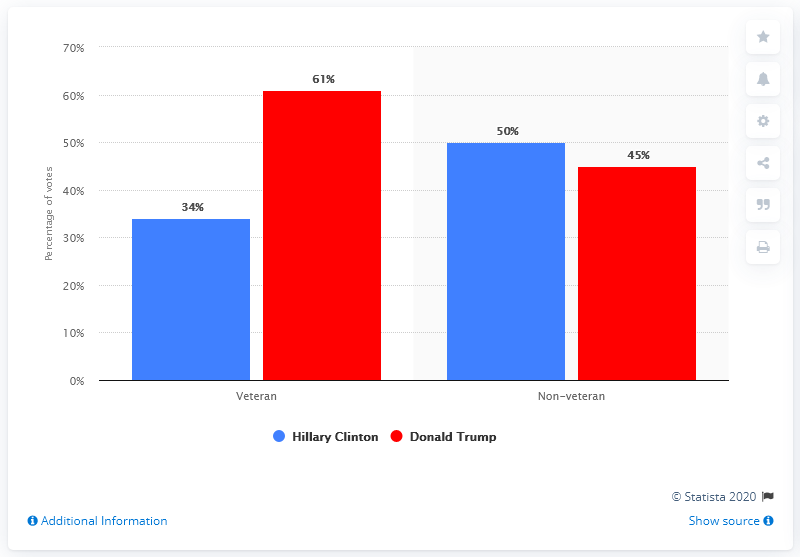 70%
60%
50%
40%
30%
20%
10%
0%
Percentage of votes
34%
61%
50%
45%
Veteran
Non-veteran
Hillary Clinton
Donald Trump
© Statista 2020
Additional Information
Show source